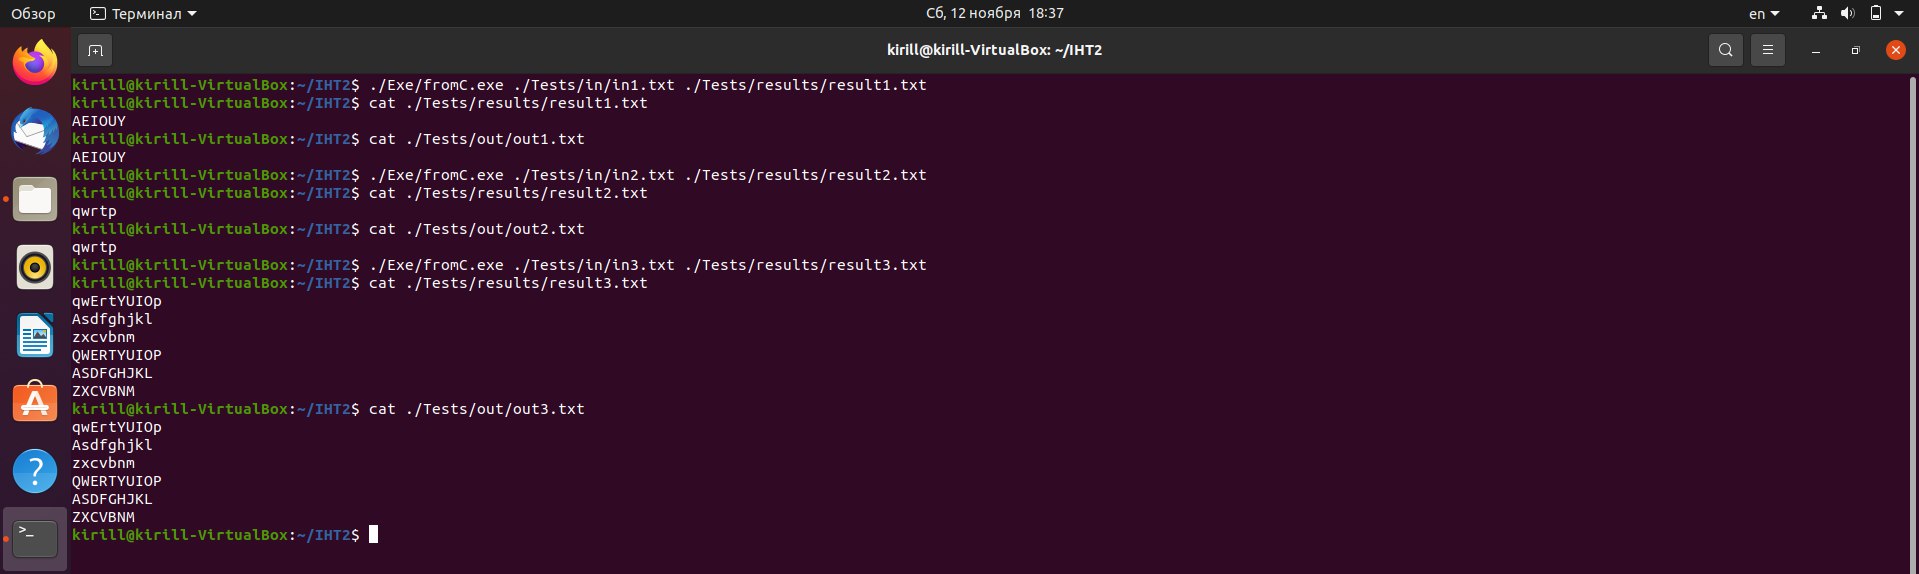 Обзор Терминал Сб, 12 ноября 18:37 en
kirill@kirill-VirtualBox: ~/IHT2
kirill@kirill-VirtualBox:~/IHT2$ ./Exe/fromC.exe ./Tests/in/in1.txt ./Tests/results/result1.txt
kirill@kirill-VirtualBox:~/IHT2$ cat ./Tests/results/result1.txt
AEIOUY
kirill@kirill-VirtualBox:~/IHT2$ cat ./Tests/out/out1.txt
AEIOUY
kirill@kirill-VirtualBox:~/IHT2$ ./Exe/fromC.exe ./Tests/in/in2.txt ./Tests/results/result2.txt
kirill@kirill-VirtualBox:~/IHT2$ cat ./Tests/results/result2.txt
qwrtp
kirill@kirill-VirtualBox:~/IHT2$ cat ./Tests/out/out2.txt
qwrtp
kirill@kirill-VirtualBox:~/IHT2$ ./Exe/fromC.exe ./Tests/in/in3.txt ./Tests/results/result3.txt
kirill@kirill-VirtualBox:~/IHT2$ cat ./Tests/results/result3.txt
qwErtYUIOp
Asdfghjkl
zxcvbnm
QWERTYUIOP
ASDFGHJKL
ZXCVBNM
kirill@kirill-VirtualBox:~/IHT2$ cat ./Tests/out/out3.txt
qwErtYUIOp
Asdfghjkl
zxcvbnm
QWERTYUIOP
ASDFGHJKL
ZXCVBNM
kirill@kirill-VirtualBox:~/IHT2$